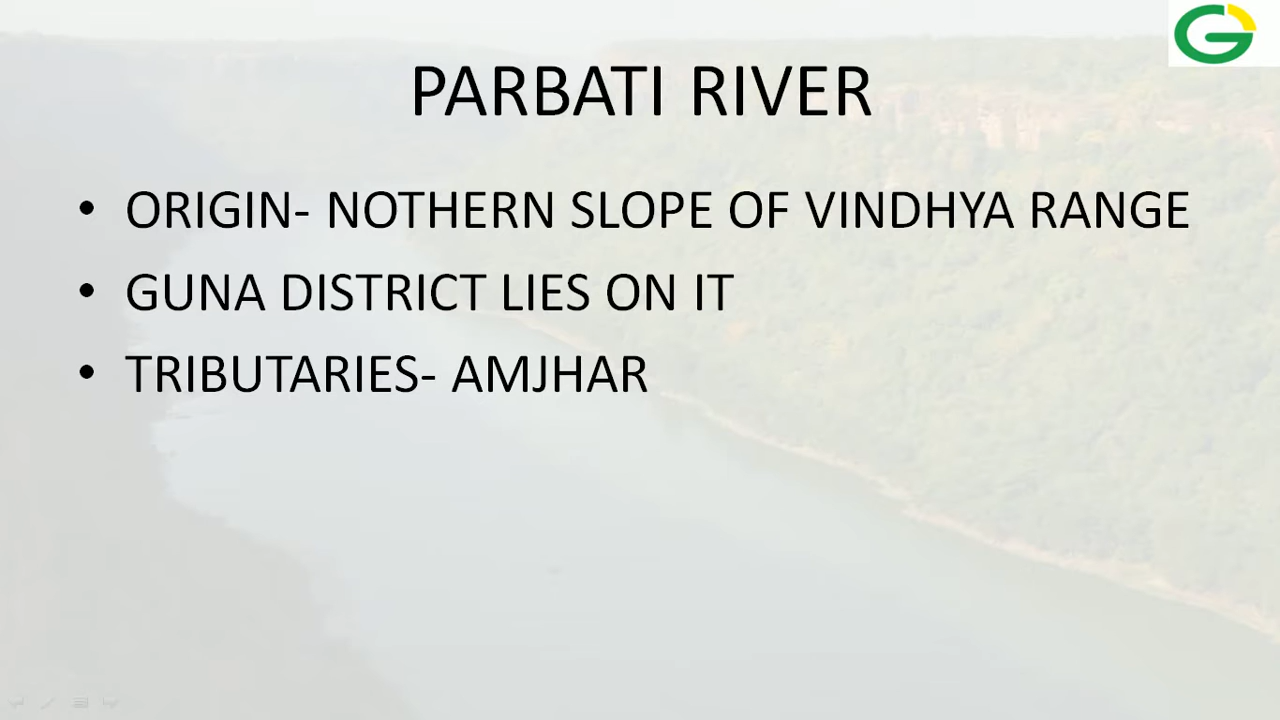 PARBATI RIVER
• ORIGIN- NOTHERN SLOPE OF VINDHYA RANGE
• GUNA DISTRICT LIES ON IT
• TRIBUTARIES- AMJHAR